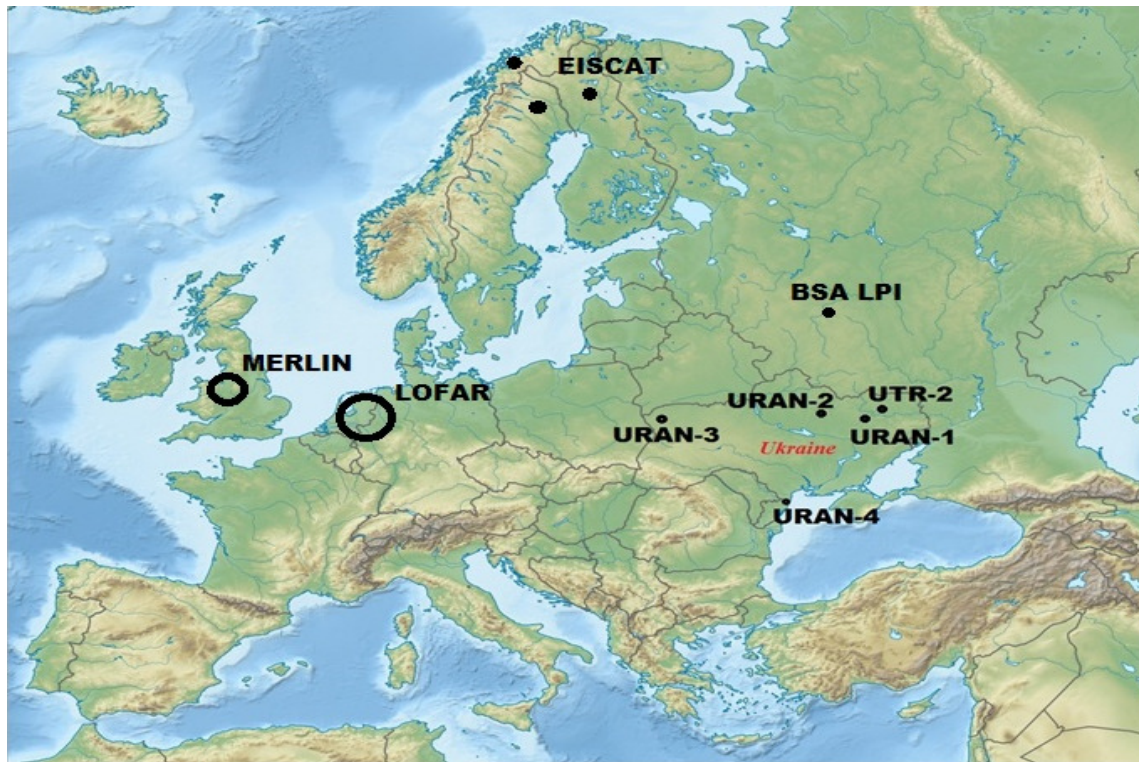 EISCAT
BSA LPI
MERLIN
LOFAR
URAN-2
UTR-2
URAN-3
URAN-1
Ukraine
URAN-4